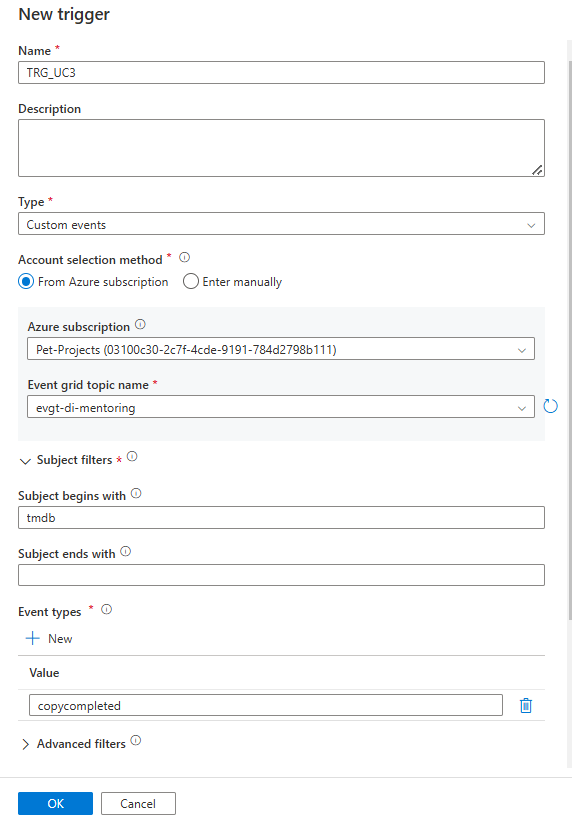 New trigger
Name *
TRG_UC3
Description
Type *
Custom events
Account selection method *
From Azure subscription Enter manually
Azure subscription
Pet-Projects (03100c30-2c7f-4cde-9191-784d2798b111)
Event grid topic name *
evgt-di-mentoring
Subject filters *
Subject begins with
tmdb
Subject ends with
Event types *
New
Value
copycompleted
Advanced filters
OK Cancel